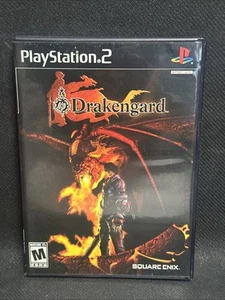 PlayStation.2
Drakengard
M
SQUARE ENIX.